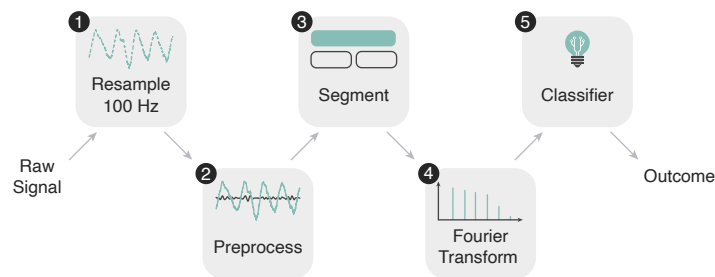 1
Resample
100 Hz
3
Segment
5
Classifier
Raw
Signal
2
Preprocess
4
Fourier
Transform
Outcome